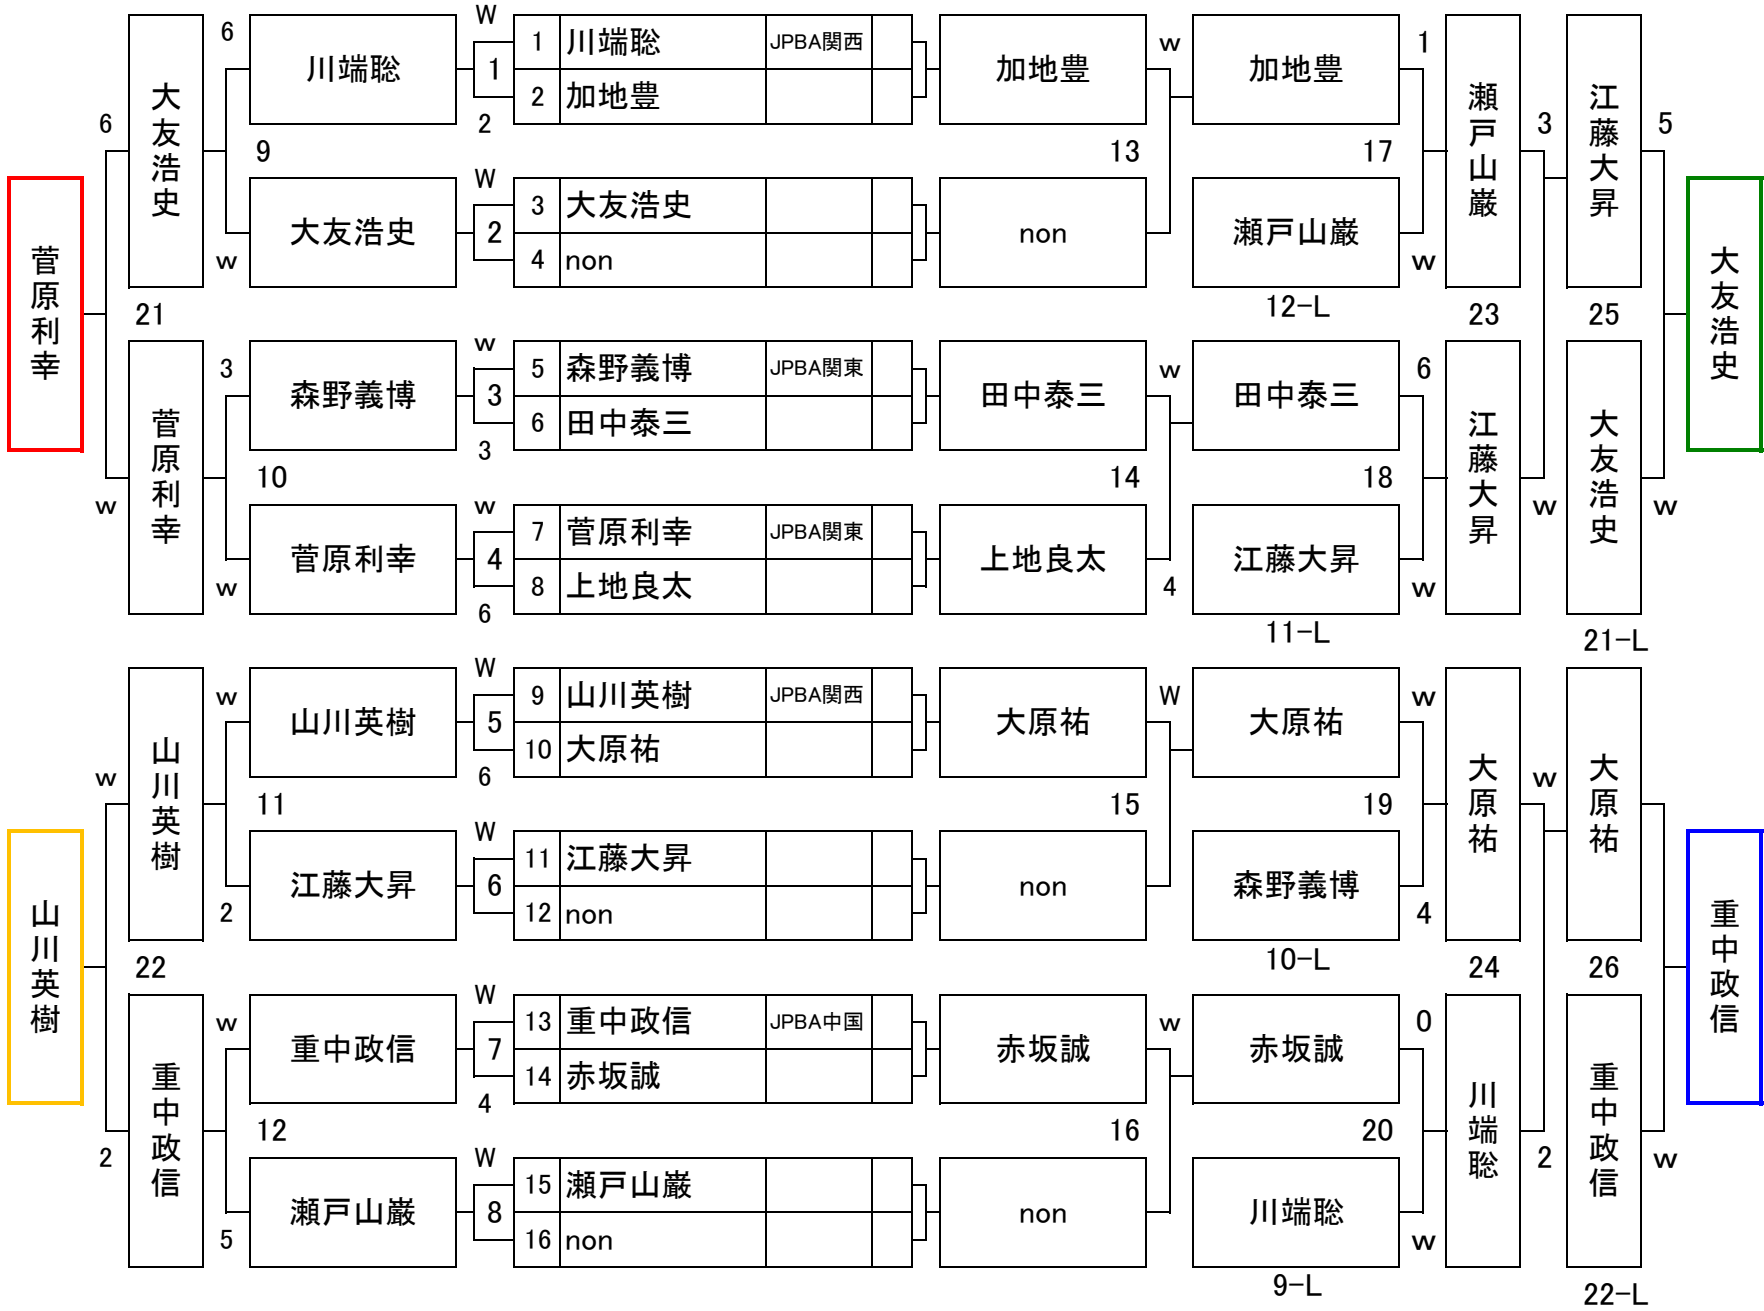 菅原利幸
山川英樹
6
w
w
2
大友浩史
21
菅原利幸
山川英樹
22
重中政信
6
川端聡
9
大友浩史
w
3
森野義博
10
菅原利幸
w
w
山川英樹
11
江藤大昇
2
w
重中政信
12
瀬戸山巌
5
W
1
2
W
2
w
3
3
w
4
6
W
5
6
W
6
W
7
4
W
8
1 川端聡 JPBA関西
2 加地豊
3 大友浩史
4 non
5 森野義博 JPBA関東
6 田中泰三
7 菅原利幸 JPBA関東
8 上地良太
9 山川英樹 JPBA関西
10 大原祐
11 江藤大昇
12 non
13 重中政信 JPBA中国
14 赤坂誠
15 瀬戸山巌
16 non
加地豊
13
non
田中泰三
14
上地良太
大原祐
15
non
赤坂誠
16
non
w
w
4
W
w
加地豊
17
瀬戸山巌
12-L
田中泰三
18
江藤大昇
11-L
大原祐
19
森野義博
10-L
赤坂誠
20
川端聡
9-L
1
w
6
w
w
4
0
w
瀬戸山巌
23
江藤大昇
大原祐
24
川端聡
3
w
w
2
江藤大昇
25
大友浩史
21-L
大原祐
26
重中政信
22-L
5
w
w
大友浩史
重中政信